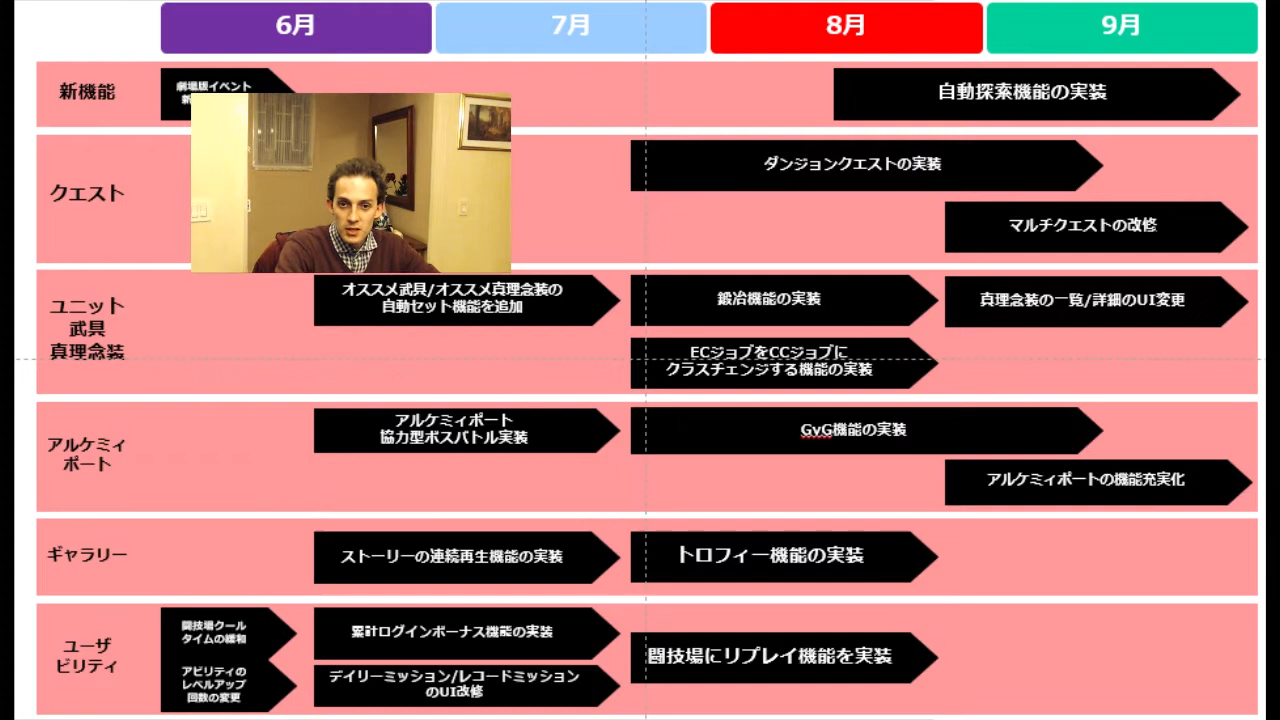 6月
7月
8月
9月
新機能
劇場版イベント
自動探索機能の実装
クエスト
ダンジョンクエストの実装
マルチクエストの改修
ユニット
武具
真理念装
オススメ武具/オススメ真理念装の
自動セット機能を追加
鍛冶機能の実装
真理念装の一覧/詳細のUI変更
ECジョブをCCジョブに
クラスチェンジする機能の実装
アルケミィ
ポート
アルケミィポート
協力型ボスバトル実装
GvG機能の実装
アルケミィポートの機能充実化
ギャラリー
ストーリーの連続再生機能の実装
トロフィー機能の実装
ユーザ
ビリティ
闘技場クール
タイムの緩和
アビリティの
レベルアップ
回数の変更
累計ログインボーナス機能の実装
デイリーミッション/レコードミッション
のUI改修
闘技場にリプレイ機能を実装